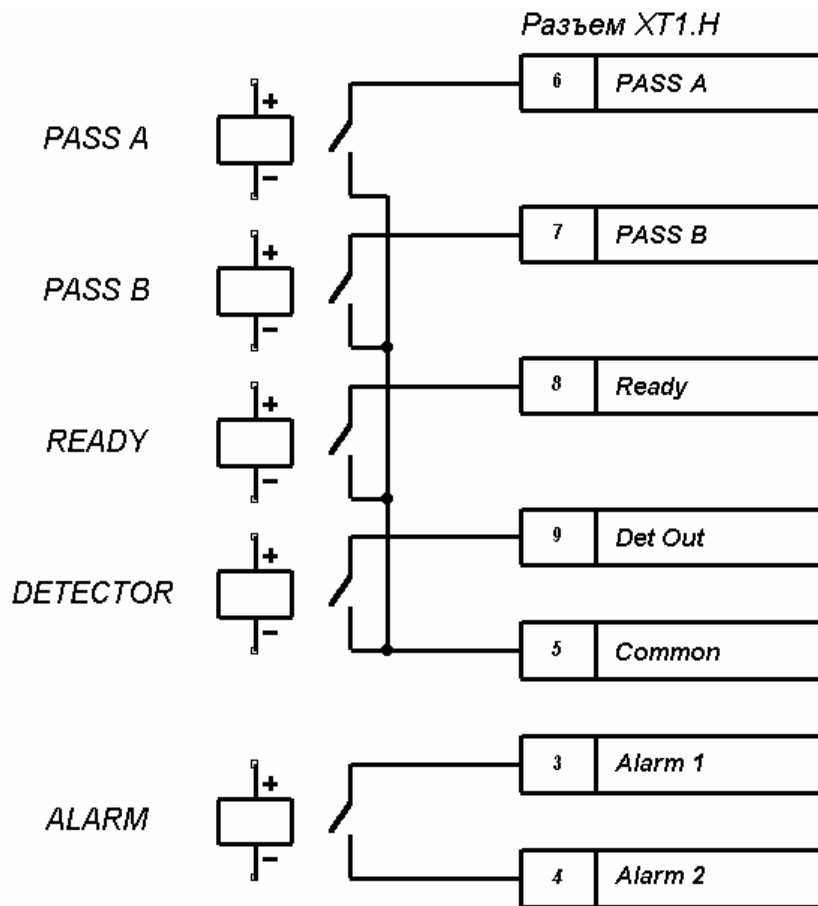 Разъем XT1.H
6 PASS A
PASS A
+
−
7 PASS B
PASS B
+
−
8 Ready
READY
+
−
9 Det Out
DETECTOR
+
−
5 Common
3 Alarm 1
ALARM
+
−
4 Alarm 2